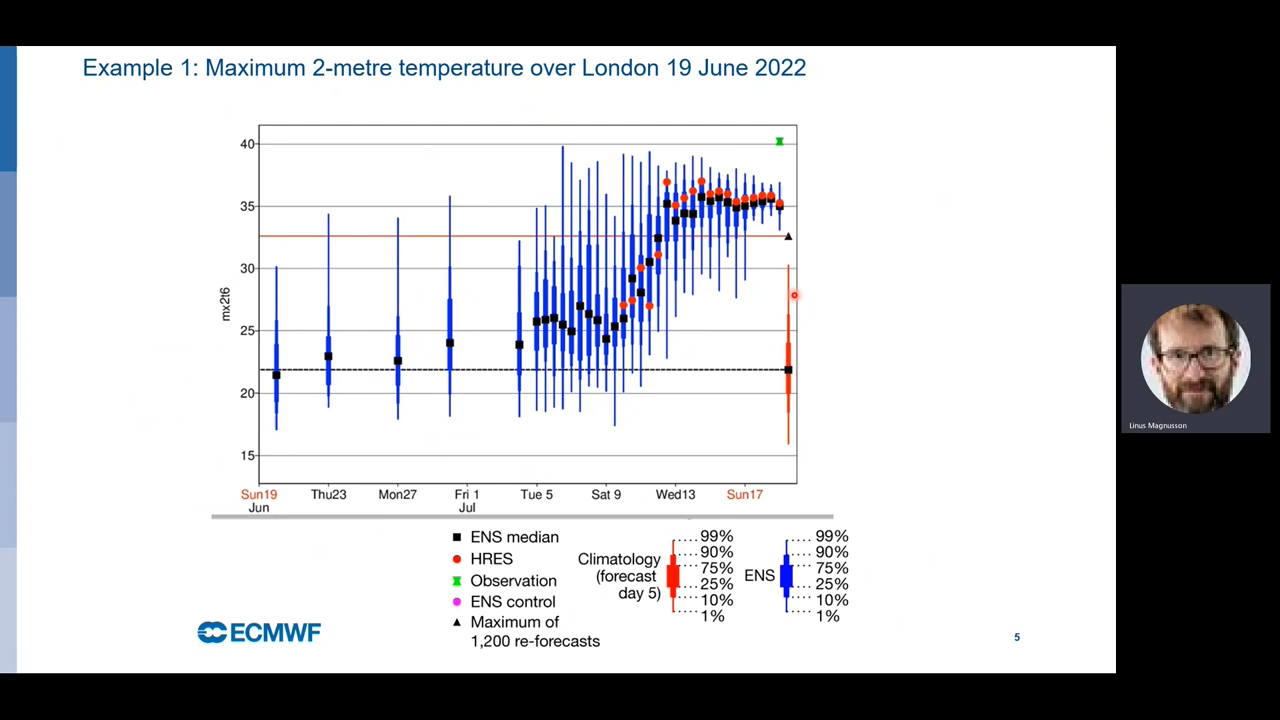 Example 1: Maximum 2-metre temperature over London 19 June 2022
40
35
30
25
20
15
mx2t6
Sun19 Thu23 Mon27 Fri 1 Tue 5 Sat 9 Wed13 Sun17
Jun Jul
ENS median
HRES
Observation
ENS control
Maximum of
1,200 re-forecasts
Climatology
(forecast
day 5)
99%
90%
75%
25%
10%
1%
ENS
99%
90%
75%
25%
10%
1%
ECMWF
5
Linus Magnusson